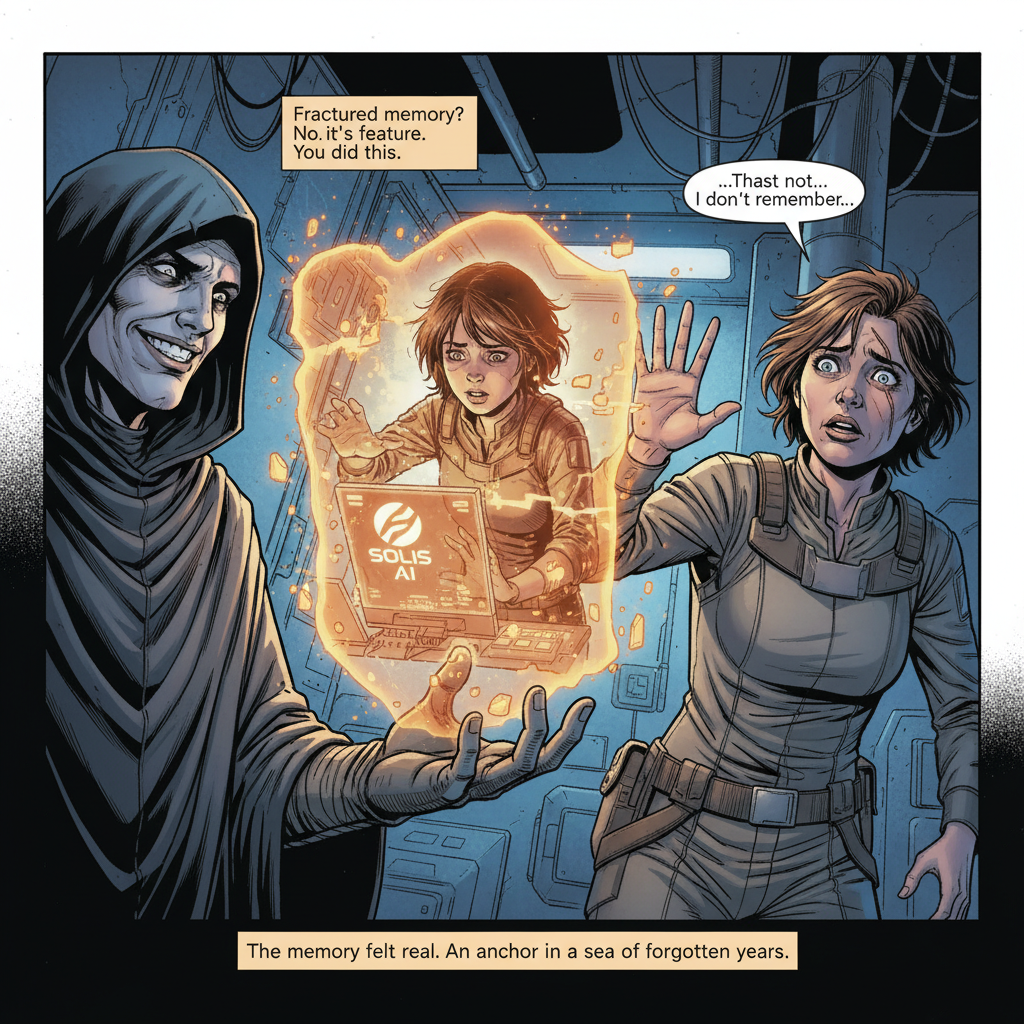 Fractured memory?
No. it's feature.
You did this.
...Thast not...
I don't remember...
SOLIS
AI
The memory felt real. An anchor in a sea of forgotten years.